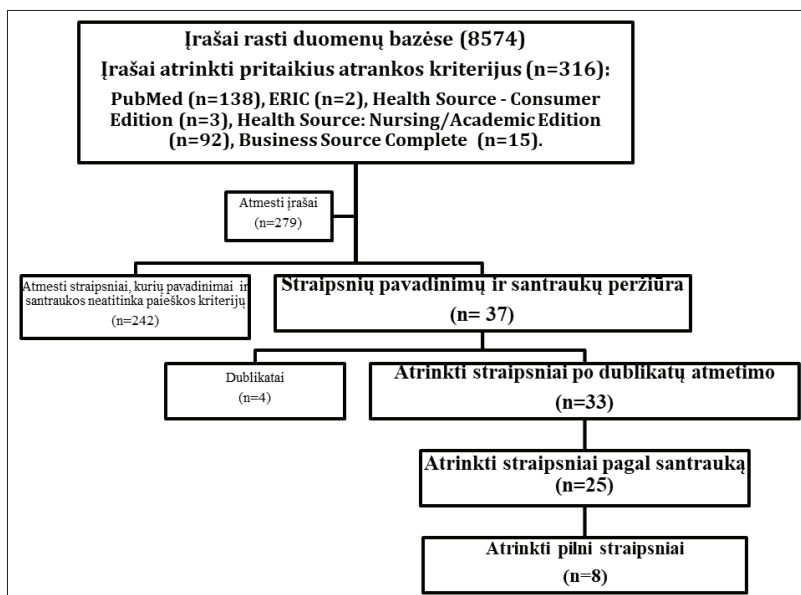 Įrašai rasti duomenų bazėse (8574)
Įrašai atrinkti pritaikius atrankos kriterijus (n=316):
PubMed (n=138), ERIC (n=2), Health Source - Consumer
Edition (n=3), Health Source: Nursing/Academic Edition
(n=92), Business Source Complete (n=15).
Atmesti įrašai
(n=279)
Atmesti straipsniai, kurių pavadinimai ir
santraukos neatitinka paieškos kriterijų
(n=242)
Straipsnių pavadinimų ir santraukų peržiūra
(n= 37)
Dublikatai
(n=4)
Atrinkti straipsniai po dublikatų atmetimo
(n=33)
Atrinkti straipsniai pagal santrauką
(n=25)
Atrinkti pilni straipsniai
(n=8)